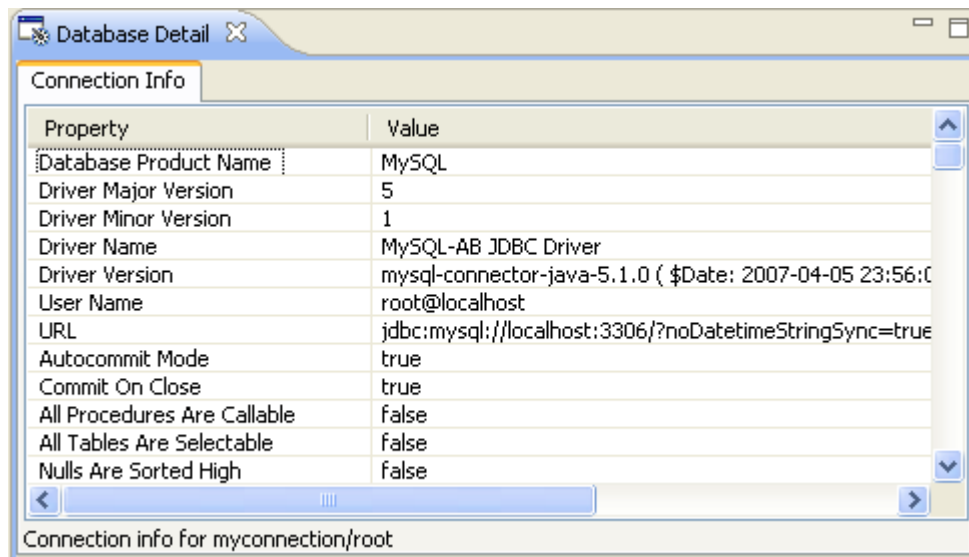 Database Detail
Connection Info
Property Value
Database Product Name MySQL
Driver Major Version 5
Driver Minor Version 1
Driver Name MySQL-AB JDBC Driver
Driver Version mysql-connector-java-5.1.0 ( $Date: 2007-04-05 23:56:0
User Name root@localhost
URL jdbc:mysql://localhost:3306/?noDatetimeStringSync=true
Autocommit Mode true
Commit On Close true
All Procedures Are Callable false
All Tables Are Selectable false
Nulls Are Sorted High false
Connection info for myconnection/root